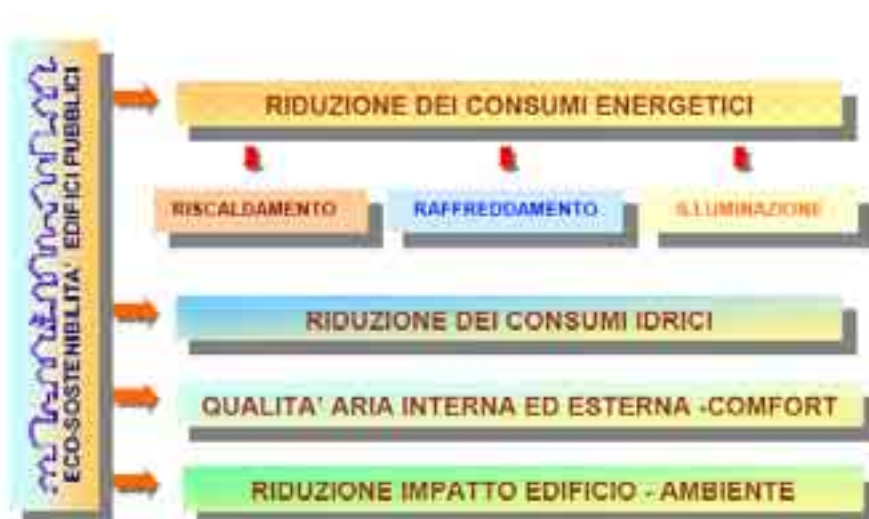 ECO-SOSTENIBILITA' EDIFICI PUBBLICI
RIDUZIONE DEI CONSUMI ENERGETICI
RISCALDAMENTO
RAFFREDDAMENTO
ILLUMINAZIONE
RIDUZIONE DEI CONSUMI IDRICI
QUALITA' ARIA INTERNA ED ESTERNA -COMFORT
RIDUZIONE IMPATTO EDIFICIO - AMBIENTE